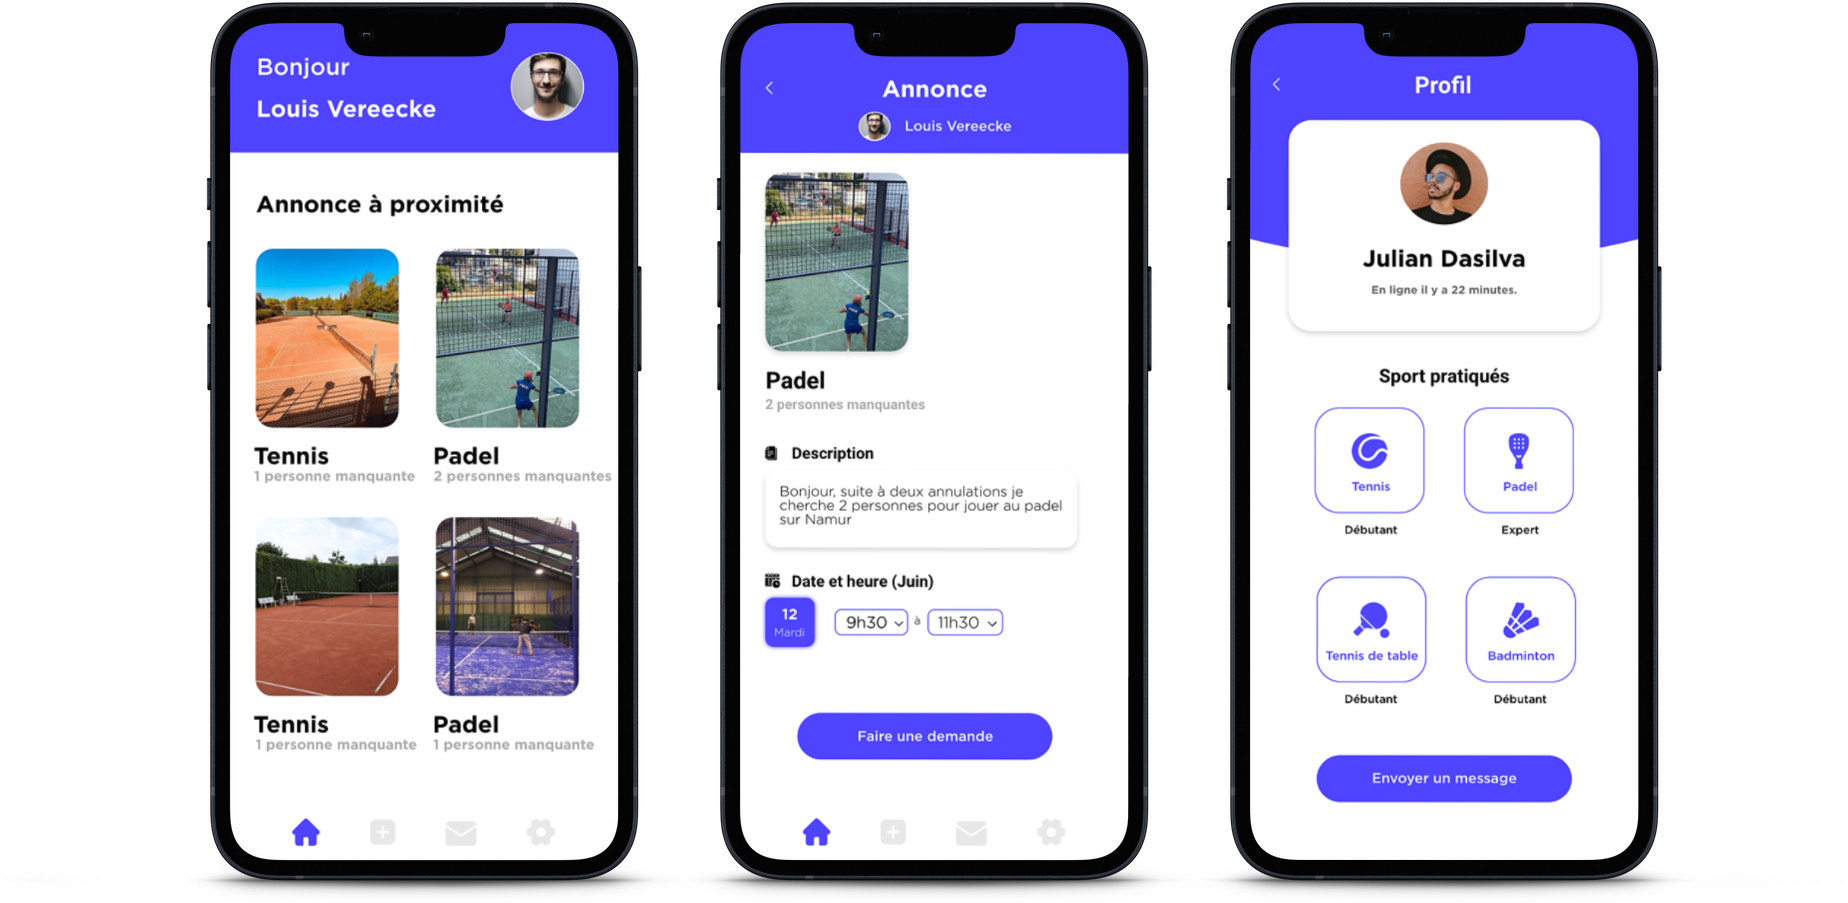 Bonjour
Louis Vereecke
Annonce à proximité
Tennis
1 personne manquante
Padel
2 personnes manquantes
Tennis
1 personne manquante
Padel
1 personne manquante
Annonce
Louis Vereecke
Padel
2 personnes manquantes
Description
Bonjour, suite à deux annulations je
cherche 2 personnes pour jouer au padel
sur Namur
Date et heure (Juin)
12
Mardi
9h30 à 11h30
Faire une demande
Profil
Julian Dasilva
En ligne il y a 22 minutes.
Sport pratiqués
Tennis
Débutant
Padel
Expert
Tennis de table
Débutant
Badminton
Débutant
Envoyer un message